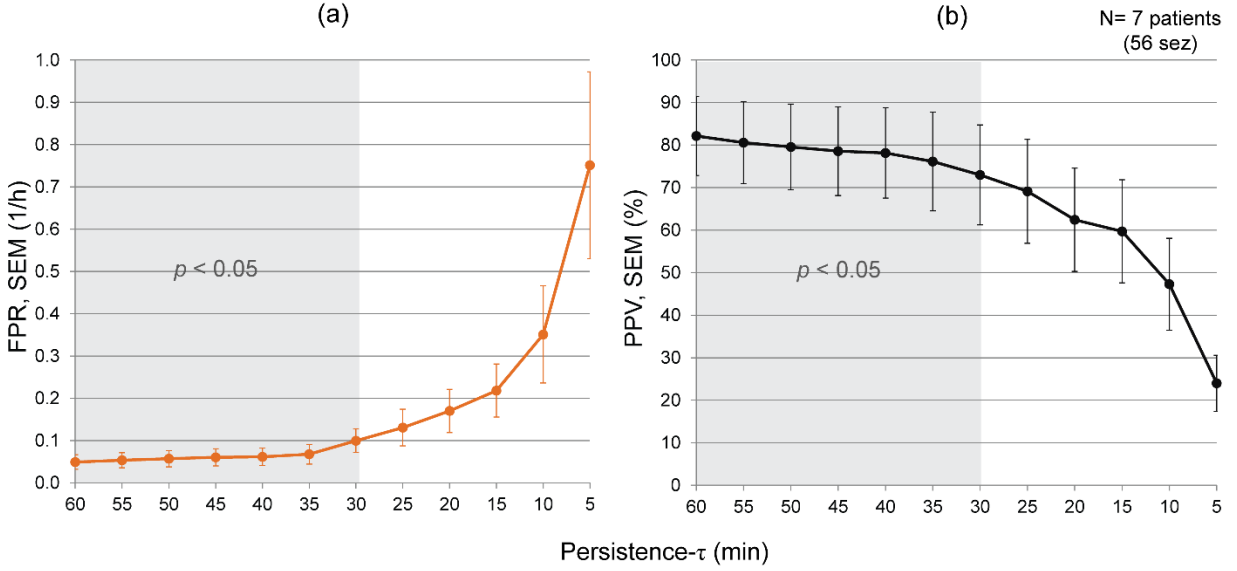 (a)
FPR, SEM (1/h)
1.0
0.9
0.8
0.7
0.6
0.5
0.4
0.3
0.2
0.1
0.0
p < 0.05
60 55 50 45 40 35 30 25 20 15 10 5
(b)
N= 7 patients
(56 sez)
PPV, SEM (%)
100
90
80
70
60
50
40
30
20
10
0
p < 0.05
60 55 50 45 40 35 30 25 20 15 10 5
Persistence-τ (min)